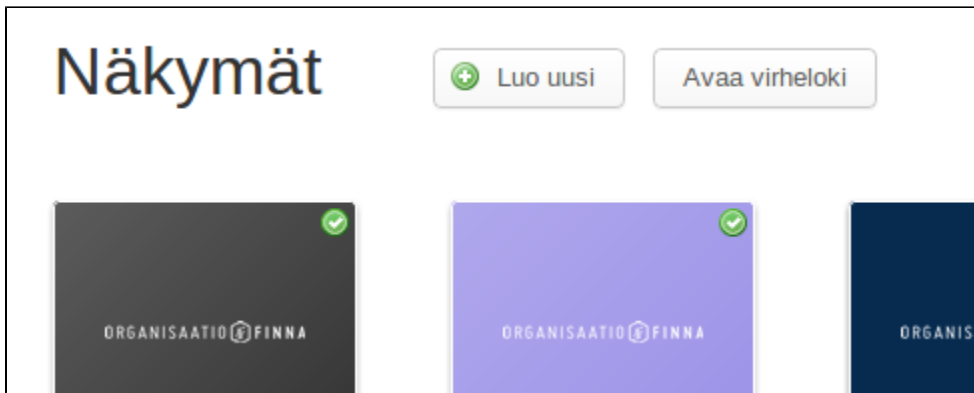 Näkymät
Luo uusi
Avaa virheloki
ORGANISAATIO FINNA
ORGANISAATIO FINNA
ORGANIS